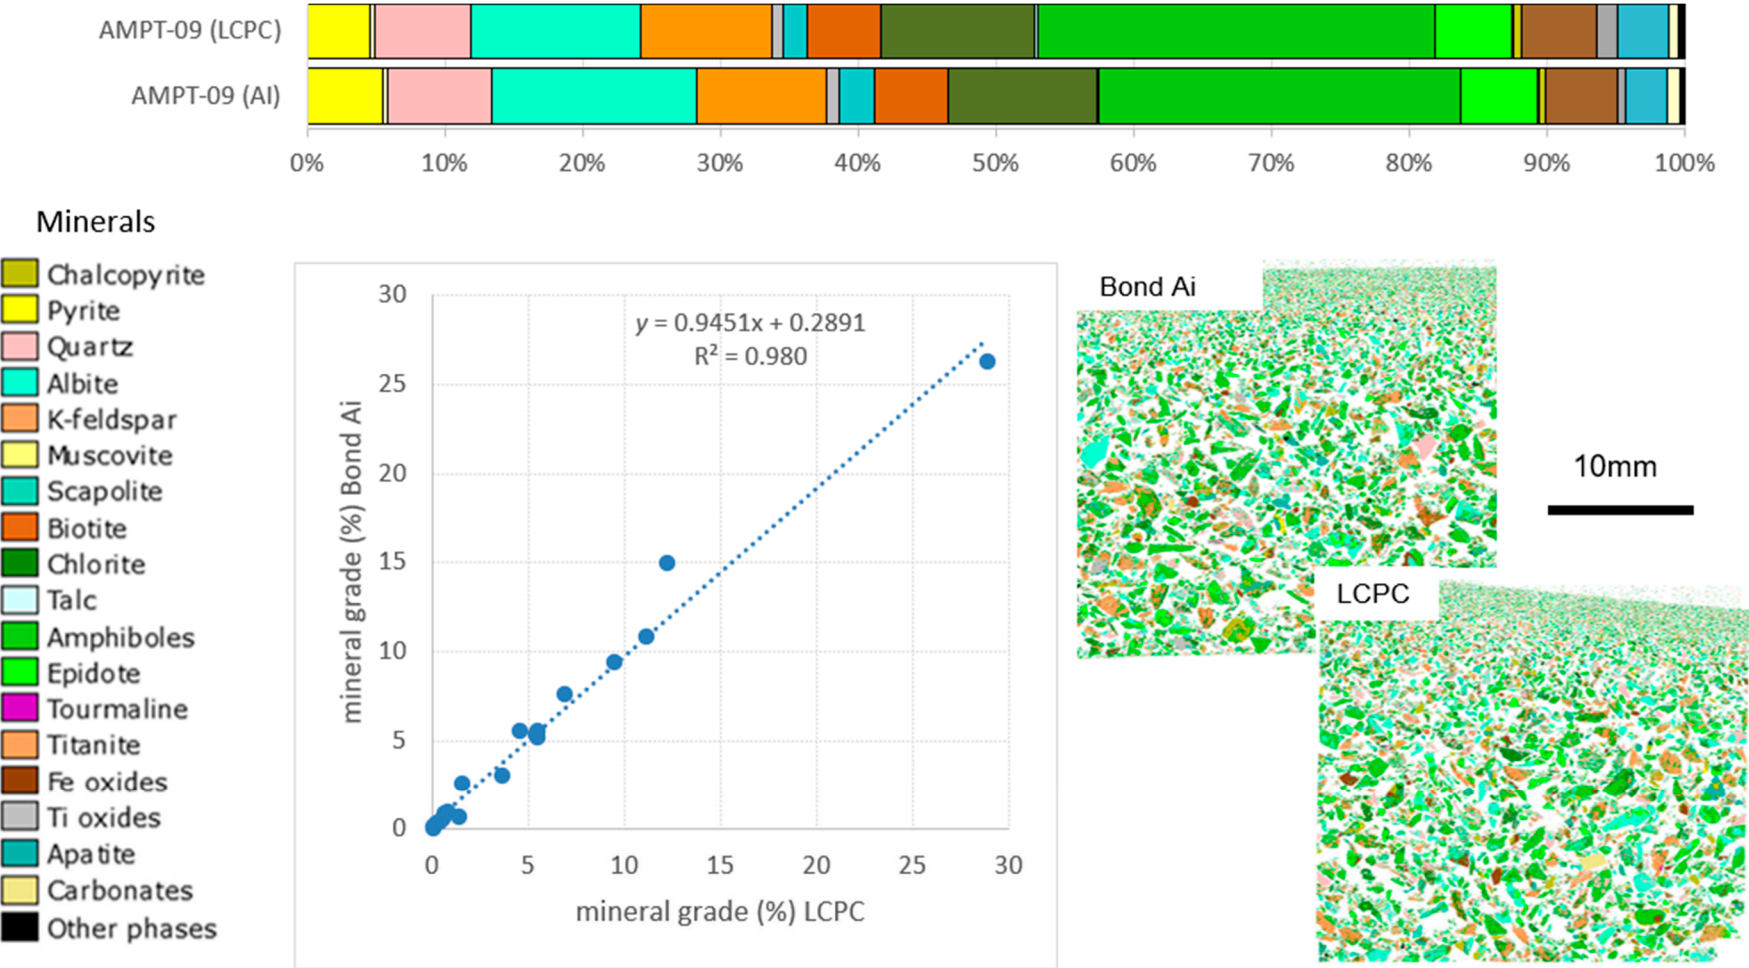 AMPT-09 (LCPC)
AMPT-09 (AI)
0% 10% 20% 30% 40% 50% 60% 70% 80% 90% 100%
Minerals
Chalcopyrite
Pyrite
Quartz
Albite
K-feldspar
Muscovite
Scapolite
Biotite
Chlorite
Talc
Amphiboles
Epidote
Tourmaline
Titanite
Fe oxides
Ti oxides
Apatite
Carbonates
Other phases
mineral grade (%) Bond Ai
30
25
20
15
10
5
0
y = 0.9451x + 0.2891
R² = 0.980
0 5 10 15 20 25 30
mineral grade (%) LCPC
Bond Ai
10mm
LCPC